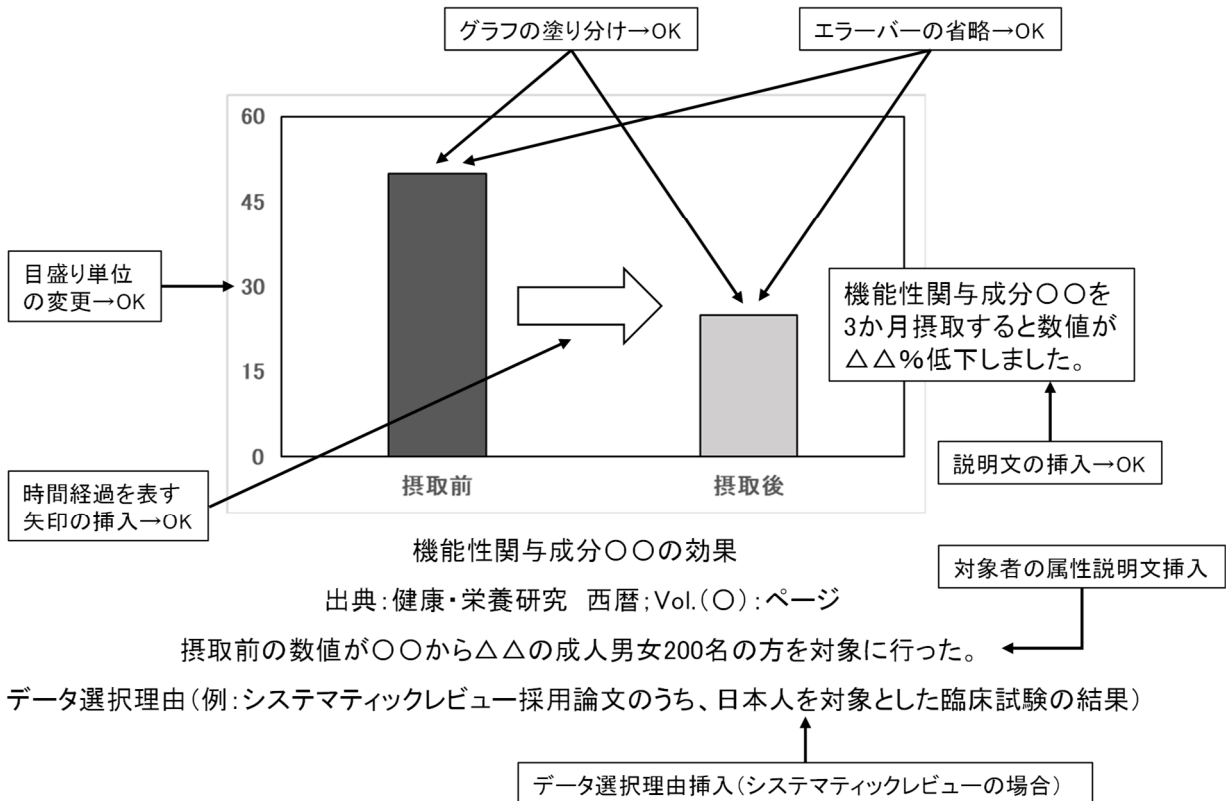 グラフの塗り分け→OK
エラーバーの省略→OK
60
45
30
15
0
目盛り単位
の変更→OK
機能性関与成分〇〇を
3か月摂取すると数値が
△△%低下しました。
摂取前
摂取後
説明文の挿入→OK
時間経過を表す
矢印の挿入→OK
機能性関与成分〇〇の効果
対象者の属性説明文挿入
出典:健康・栄養研究 西暦;Vol.(〇):ページ
摂取前の数値が〇〇から△△の成人男女200名の方を対象に行った。
データ選択理由(例:システマティックレビュー採用論文のうち、日本人を対象とした臨床試験の結果)
データ選択理由挿入(システマティックレビューの場合)